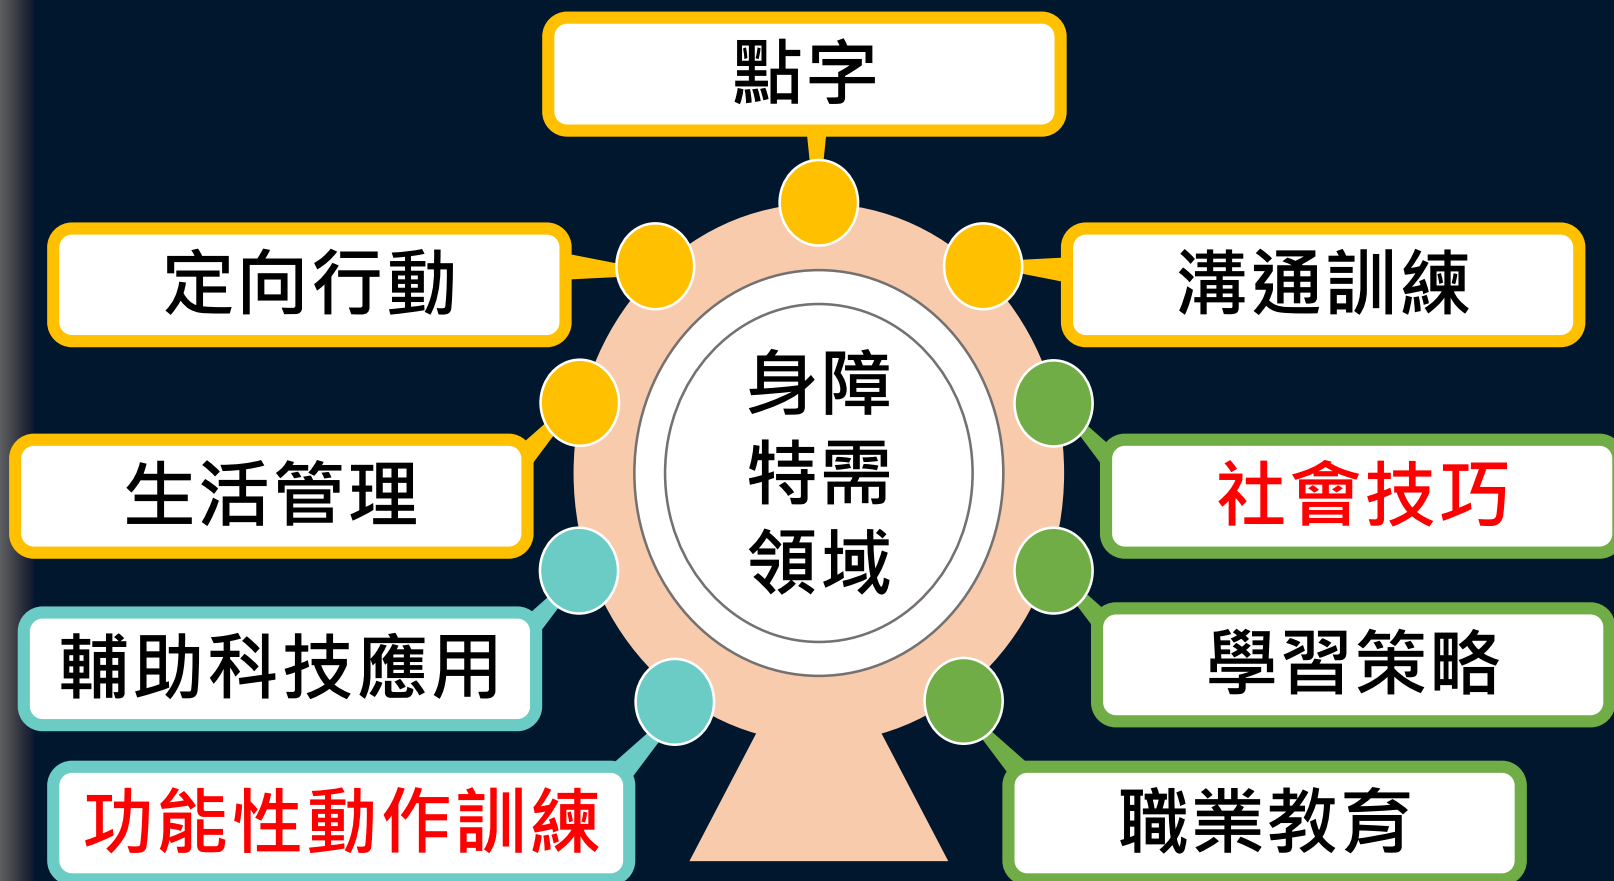 點字
定向行動
溝通訓練
身障
特需
領域
生活管理
社會技巧
輔助科技應用
學習策略
功能性動作訓練
職業教育